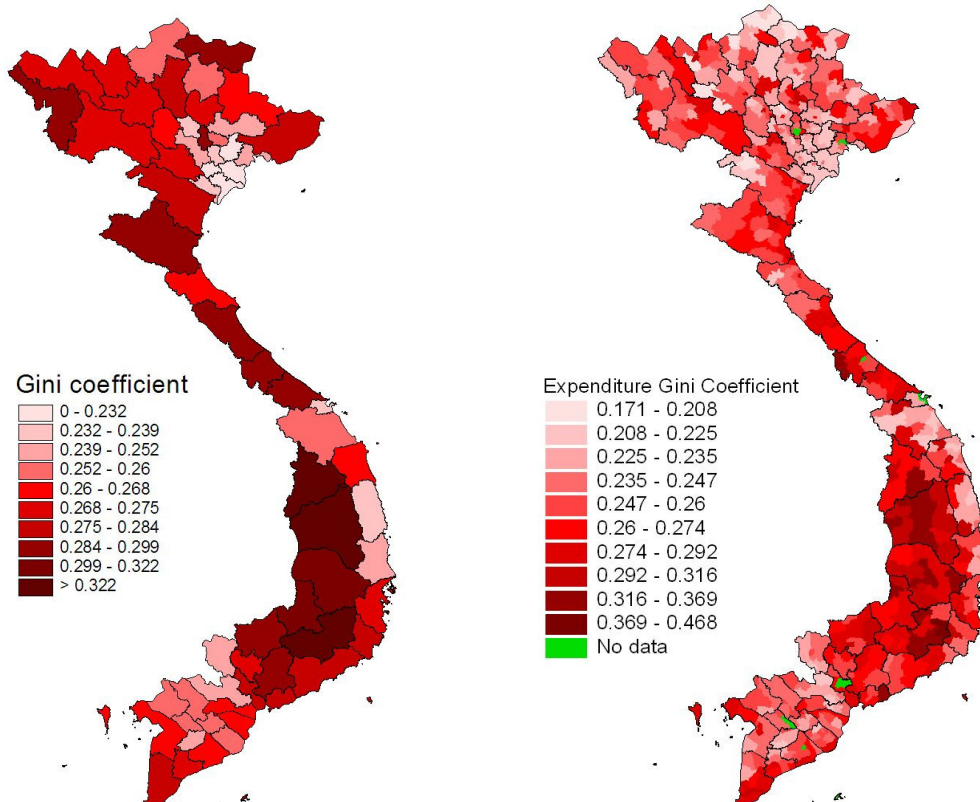 Gini coefficient
0 - 0.232
0.232 - 0.239
0.239 - 0.252
0.252 - 0.26
0.26 - 0.268
0.268 - 0.275
0.275 - 0.284
0.284 - 0.299
0.299 - 0.322
> 0.322
Expenditure Gini Coefficient
0.171 - 0.208
0.208 - 0.225
0.225 - 0.235
0.235 - 0.247
0.247 - 0.26
0.26 - 0.274
0.274 - 0.292
0.292 - 0.316
0.316 - 0.369
0.369 - 0.468
No data